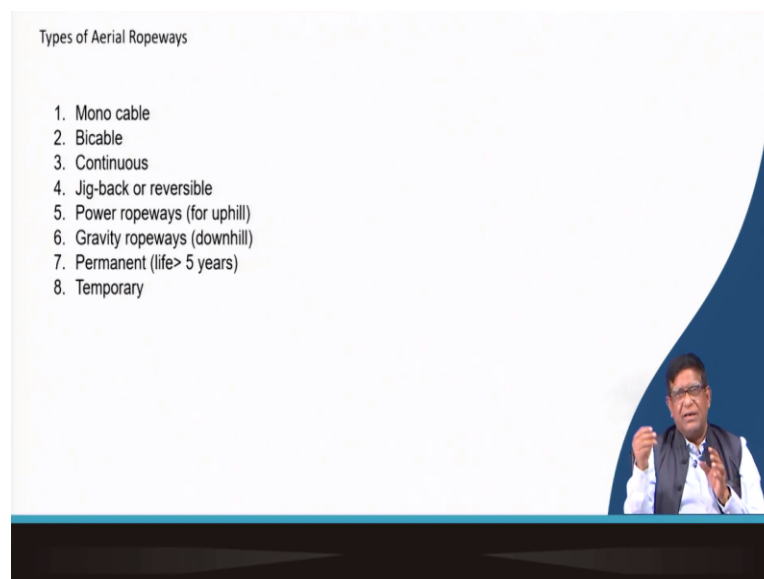 Types of Aerial Ropeways
1. Mono cable
2. Bicable
3. Continuous
4. Jig-back or reversible
5. Power ropeways (for uphill)
6. Gravity ropeways (downhill)
7. Permanent (life> 5 years)
8. Temporary